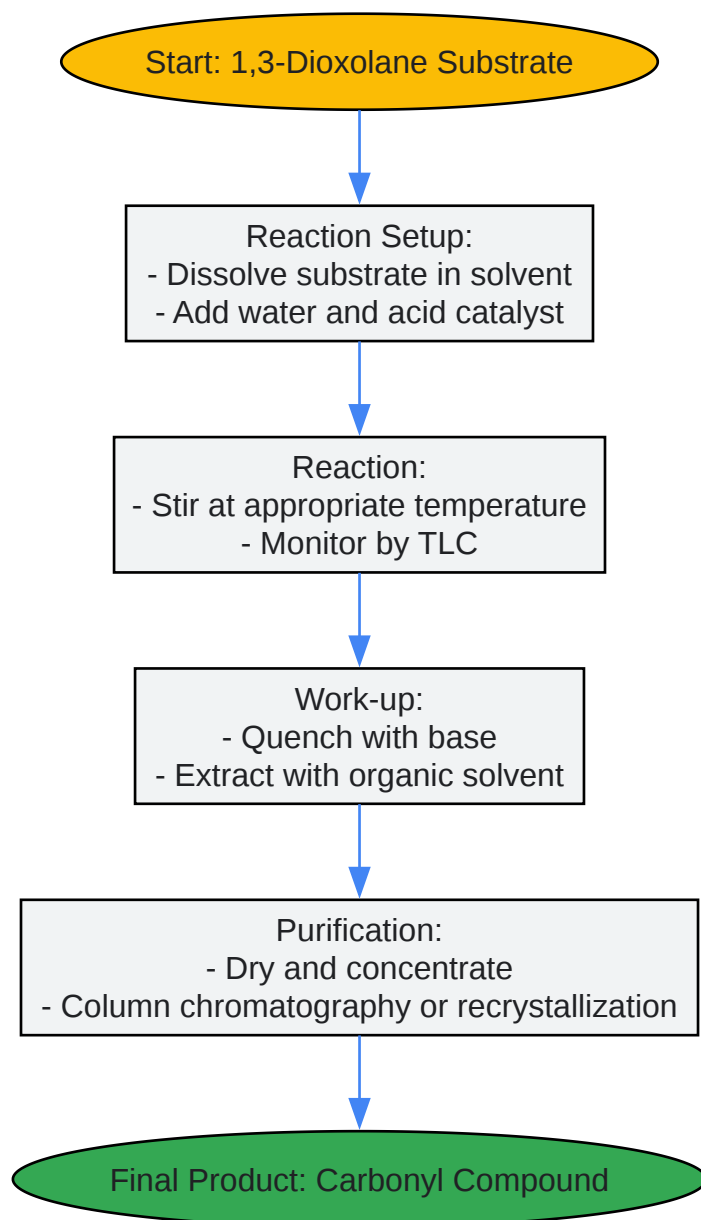 Start: 1,3-Dioxolane Substrate
Reaction Setup:
- Dissolve substrate in solvent
- Add water and acid catalyst
Reaction:
- Stir at appropriate temperature
- Monitor by TLC
Work-up:
- Quench with base
- Extract with organic solvent
Purification:
- Dry and concentrate
- Column chromatography or recrystallization
Final Product: Carbonyl Compound